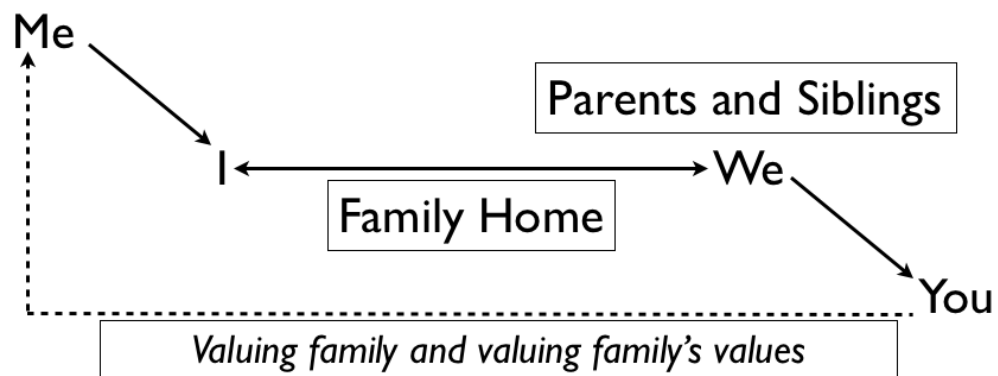 Me
Parents and Siblings
I
We
Family Home
You
Valuing family and valuing family's values